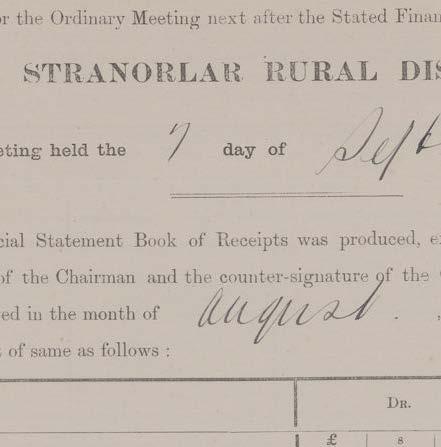 or the Ordinary Meeting next after the Stated Finan
STRANORLAR RURAL DIS
eting held the 7 day of Sept
cial Statement Book of Receipts was produced, e
of the Chairman and the counter-signature of the
ed in the month of August. ,
t of same as follows :
DR.
£ s